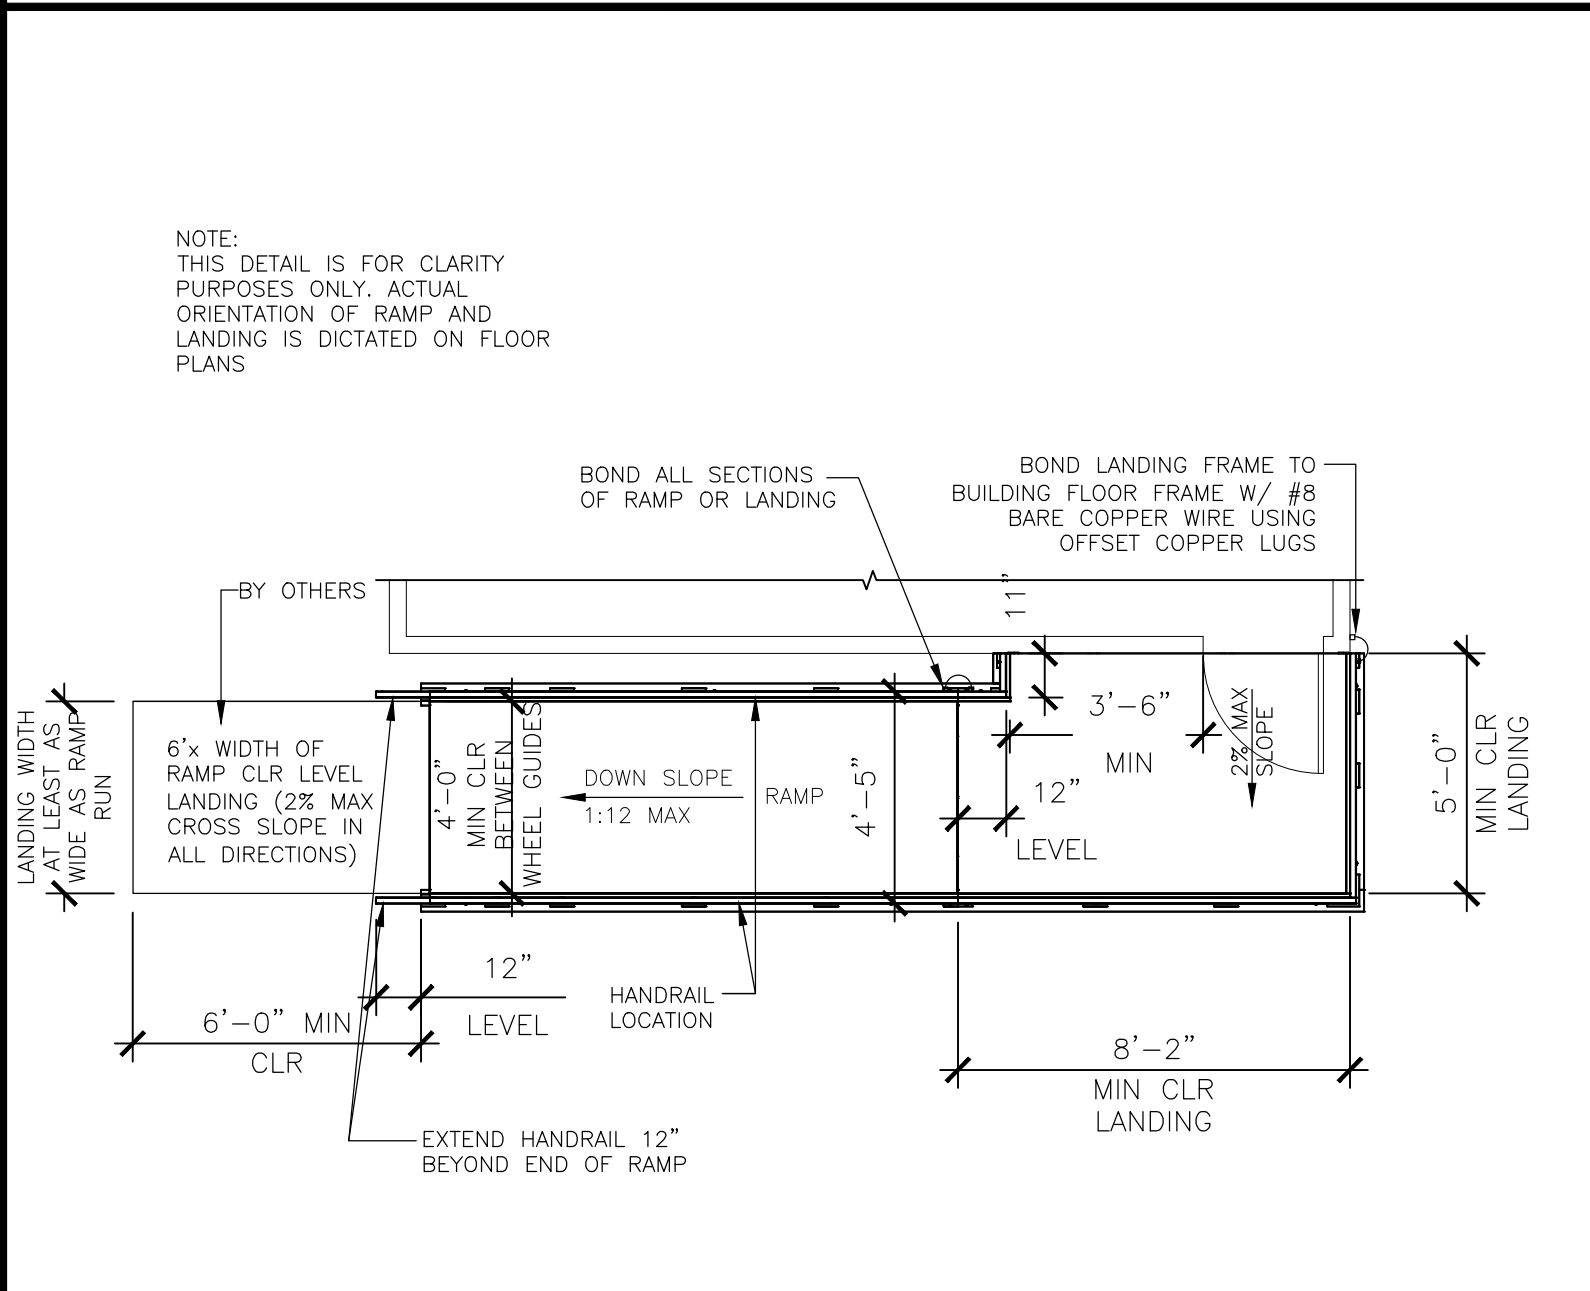 NOTE:
THIS DETAIL IS FOR CLARITY
PURPOSES ONLY. ACTUAL
ORIENTATION OF RAMP AND
LANDING IS DICTATED ON FLOOR
PLANS
BOND ALL SECTIONS
OF RAMP OR LANDING
BOND LANDING FRAME TO
BUILDING FLOOR FRAME W/ #8
BARE COPPER WIRE USING
OFFSET COPPER LUGS
BY OTHERS
11"
LANDING WIDTH
AT LEAST AS
WIDE AS RAMP
RUN
6'x WIDTH OF
RAMP CLR LEVEL
LANDING (2% MAX
CROSS SLOPE IN
ALL DIRECTIONS)
4'-0"
MIN CLR
BETWEEN
WHEEL GUIDES
DOWN SLOPE
1:12 MAX
RAMP
4'-5"
3'-6"
MIN
12"
LEVEL
2% MAX
SLOPE
5'-0"
MIN CLR
LANDING
12"
LEVEL
6'-0" MIN
CLR
HANDRAIL
LOCATION
8'-2"
MIN CLR
LANDING
EXTEND HANDRAIL 12"
BEYOND END OF RAMP